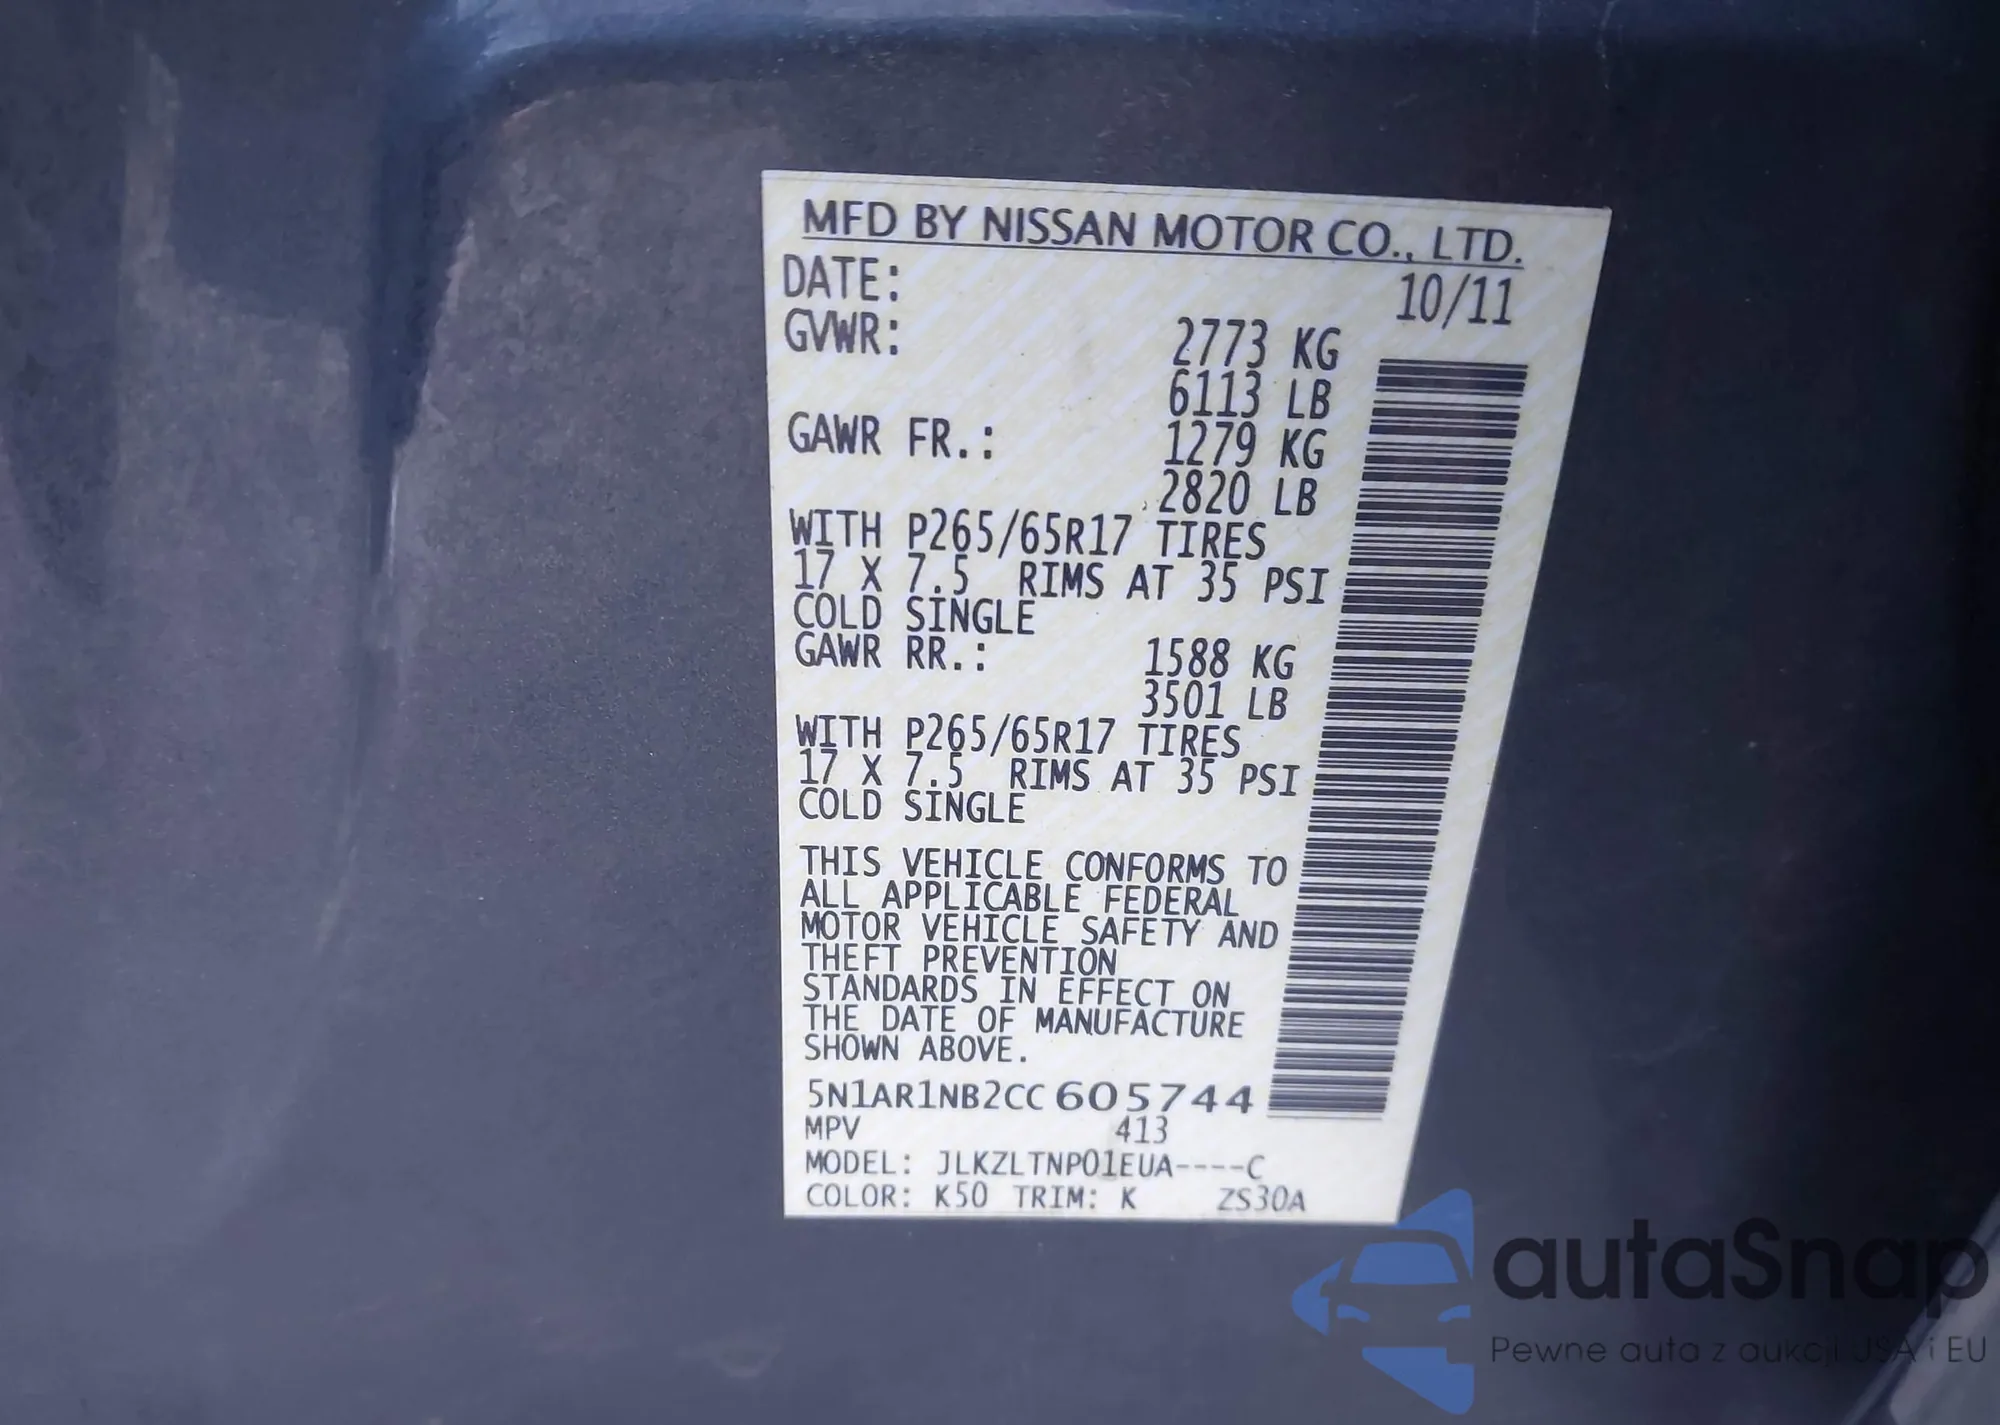 MFD BY NISSAN MOTOR CO., LTD.
DATE: 10/11
GVWR: 2773 KG
6113 LB
GAWR FR.: 1279 KG
2820 LB
WITH P265/65R17 TIRES
17 X 7.5 RIMS AT 35 PSI
COLD SINGLE
GAWR RR.: 1588 KG
3501 LB
WITH P265/65R17 TIRES
17 X 7.5 RIMS AT 35 PSI
COLD SINGLE
THIS VEHICLE CONFORMS TO
ALL APPLICABLE FEDERAL
MOTOR VEHICLE SAFETY AND
THEFT PREVENTION
STANDARDS IN EFFECT ON
THE DATE OF MANUFACTURE
SHOWN ABOVE.
5N1AR1NB2CC605744
MPV 413
MODEL: JLKZLTNP01EUA----C
COLOR: K50 TRIM: K ZS30A
autaSnap
Pewne auta z aukcji USA i EU